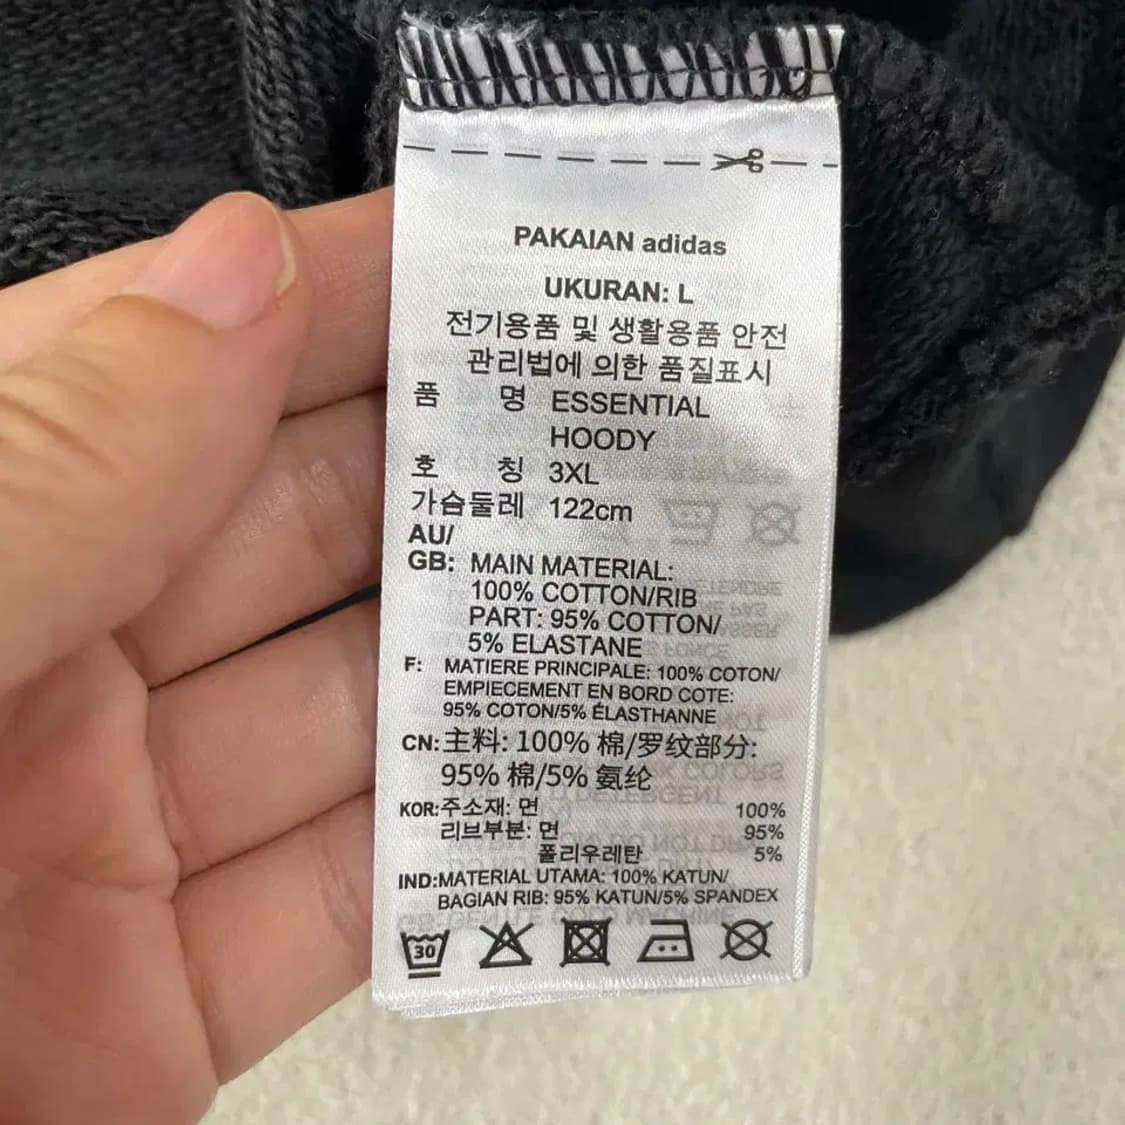 PAKAIAN adidas
UKURAN: L
전기용품 및 생활용품 안전
관리법에 의한 품질표시
품 명 ESSENTIAL
HOODY
호 칭 3XL
가슴둘레 122cm
AU/
GB: MAIN MATERIAL:
100% COTTON/RIB
PART: 95% COTTON/
5% ELASTANE
F: MATIERE PRINCIPALE: 100% COTON/
EMPIECEMENT EN BORD COTE:
95% COTON/5% ÉLASTHANNE
CN: 主料: 100% 棉/罗纹部分:
95% 棉/5% 氨纶
KOR: 주소재: 면 100%
리브부분: 면 95%
폴리우레탄 5%
IND: MATERIAL UTAMA: 100% KATUN/
BAGIAN RIB: 95% KATUN/5% SPANDEX
30